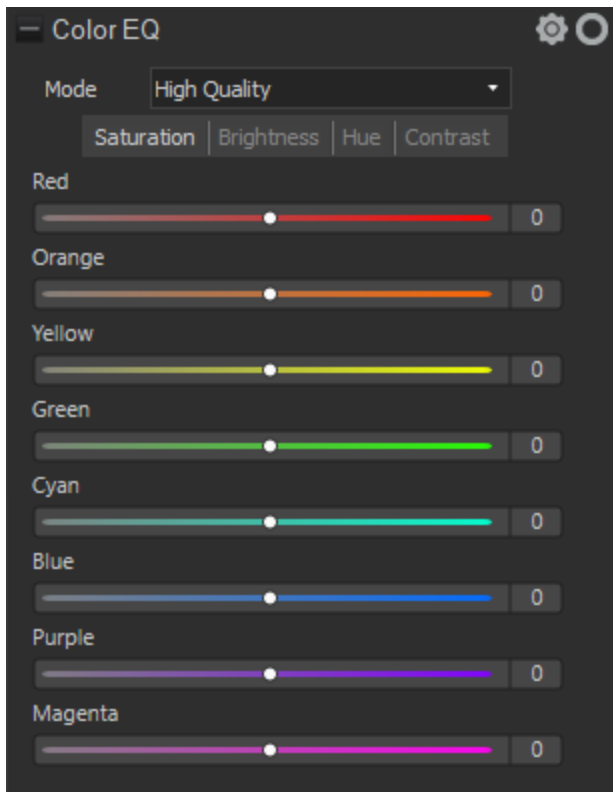 Color EQ
Mode High Quality
Saturation Brightness Hue Contrast
Red
0
Orange
0
Yellow
0
Green
0
Cyan
0
Blue
0
Purple
0
Magenta
0